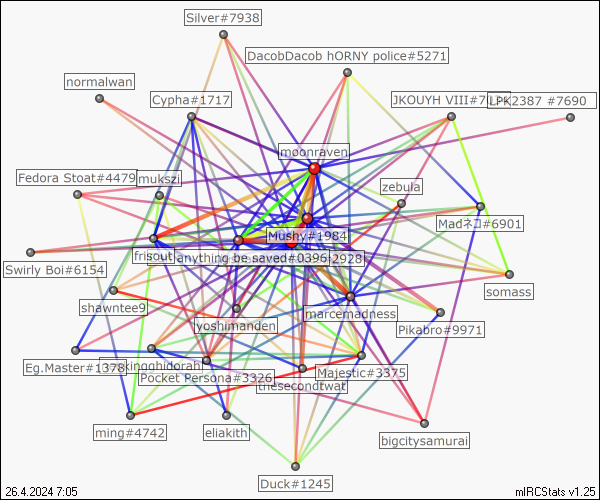 Silver#7938
DacobDacob hORNY police#5271
normalwan
Cypha#1717
JKOUYH VIII#7
LPK2387 #7690
moonraven
Fedora Stoat#4479
mukszi
zebula
Madネコ#6901
Mushy#1984
frisout
anything be saved#0396
2928
Swirly Boi#6154
somass
shawntee9
marcemadness
yoshimanden
Pikabro#9971
Eg.Master#1378
kingghidorah
Majestic#3375
Pocket Persona#3326
thesecondtwat
ming#4742
eliakith
bigcitysamurai
Duck#1245
26.4.2024 7:05
mIRCStats v1.25